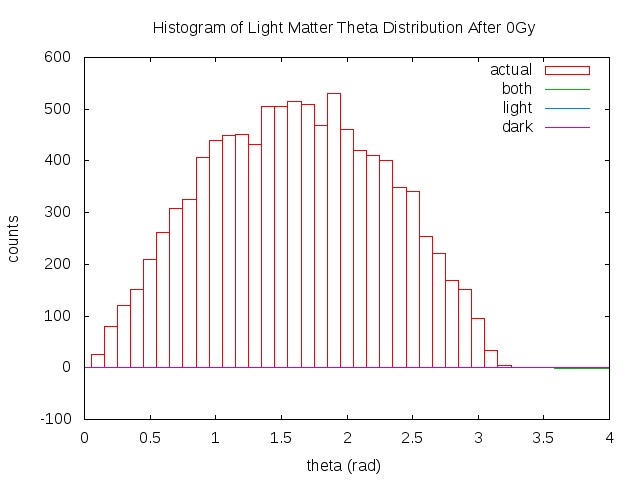 Histogram of Light Matter Theta Distribution After 0Gy
600
500
400
300
200
100
0
-100
counts
actual
both
light
dark
0 0.5 1 1.5 2 2.5 3 3.5 4
theta (rad)